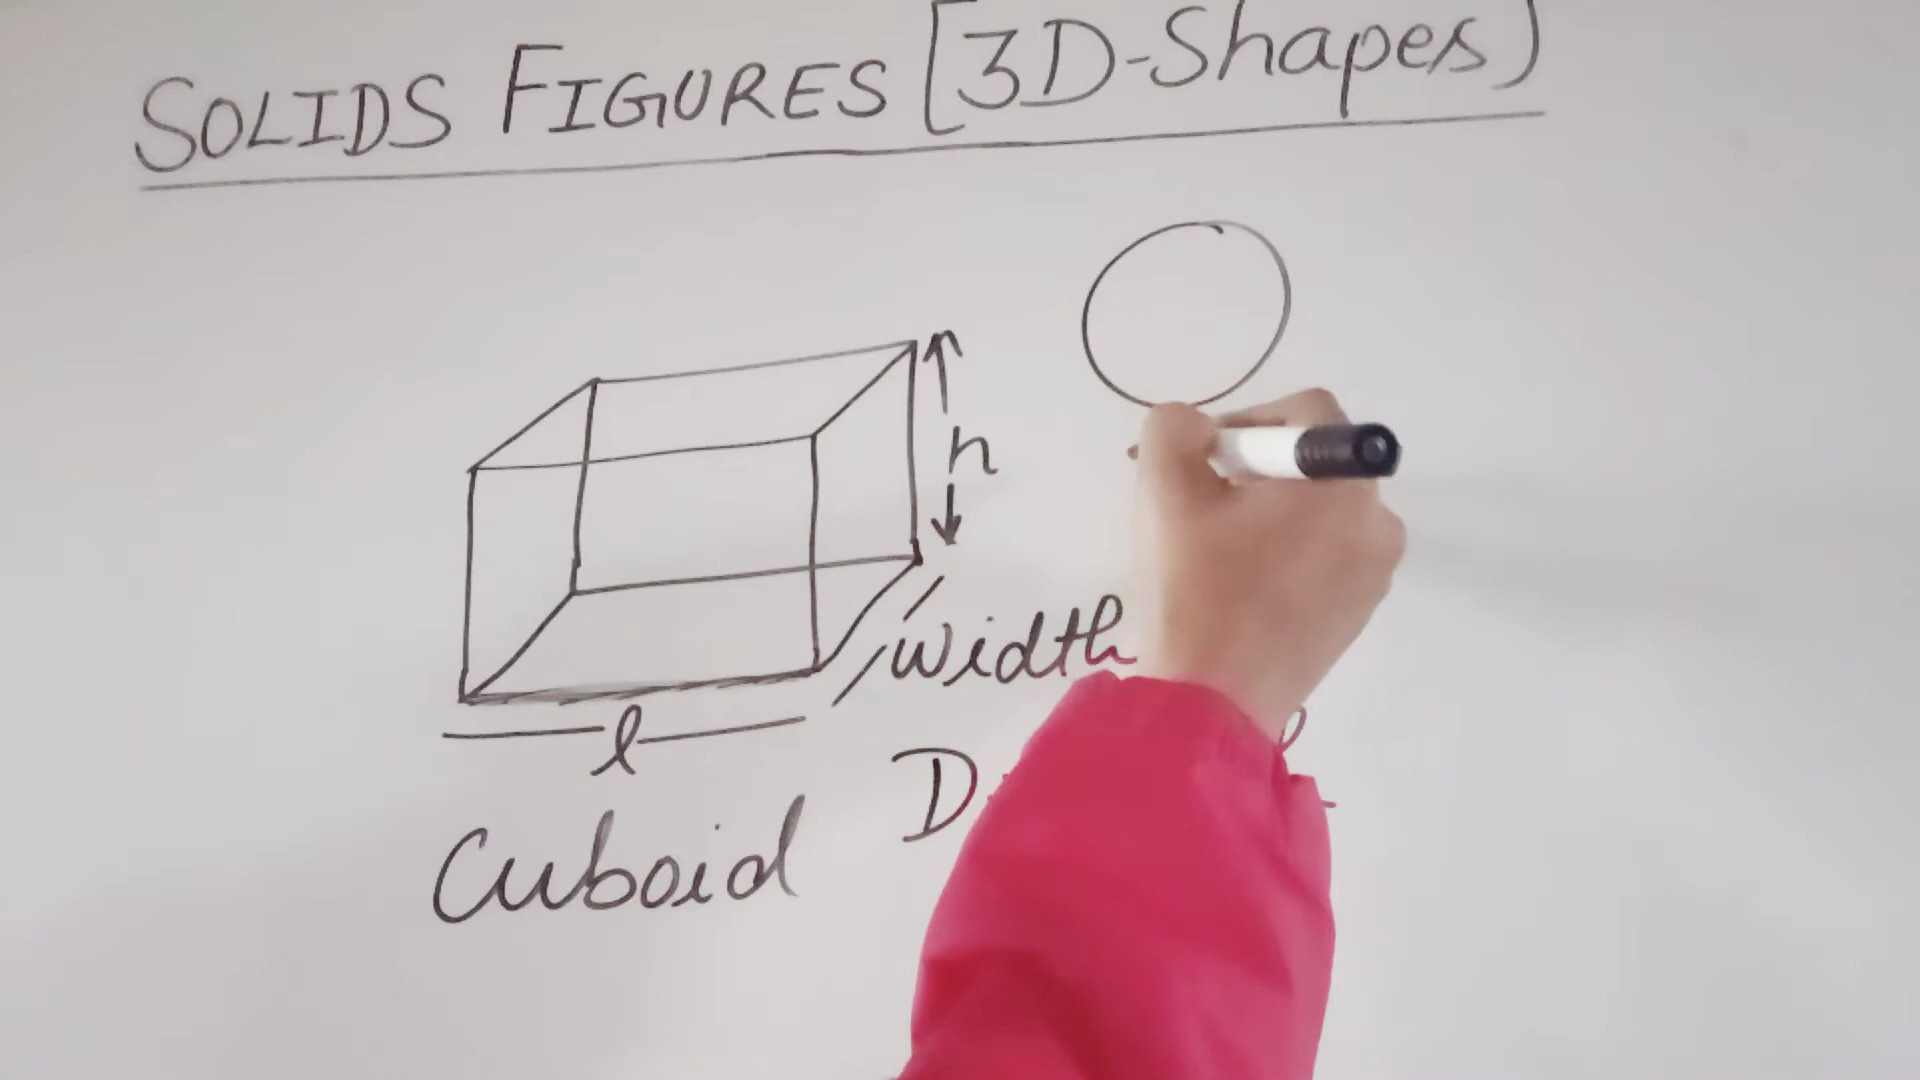 SOLIDS FIGURES [3D-Shapes)
h
width
l
D
Cuboid